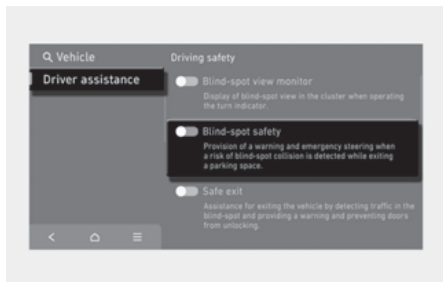 Vehicle
Driving safety
Driver assistance
Blind-spot view monitor
Display of blind-spot view in the cluster when operating
the turn indicator.
Blind-spot safety
Provision of a warning and emergency steering when
a risk of blind-spot collision is detected while exiting
a parking space.
Safe exit
Assistance for exiting the vehicle by detecting traffic in the
blind-spot and providing a warning and preventing doors
from unlocking.